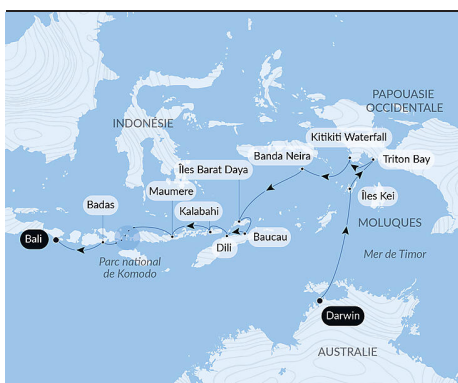 PAPOUASIE
OCCIDENTALE
INDONÉSIE
Kitikiti Waterfall
Banda Neira
Triton Bay
Îles Barat Daya
Maumere
Îles Kei
Badas
Kalabahi
MOLUQUES
Bali
Dili
Baucau
Mer de Timor
Parc national
de Komodo
Darwin
AUSTRALIE